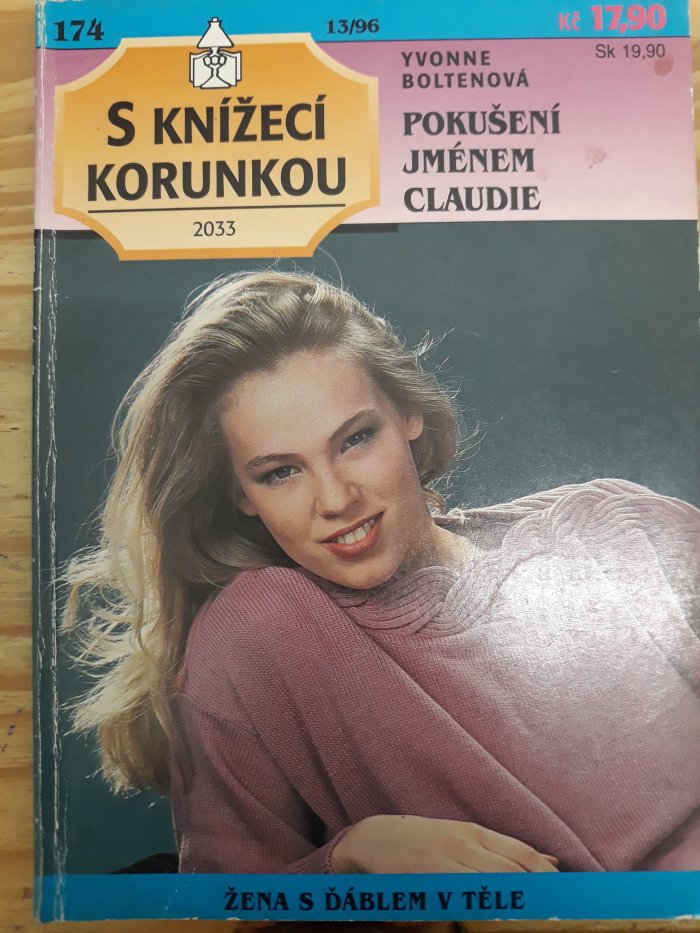 174
13/96
Kč 17,90
Sk 19,90
S KNÍŽECÍ
KORUNKOU
2033
YVONNE
BOLTENOVÁ
POKUŠENÍ
JMÉNEM
CLAUDIE
ŽENA S ĎÁBLEM V TĚLE